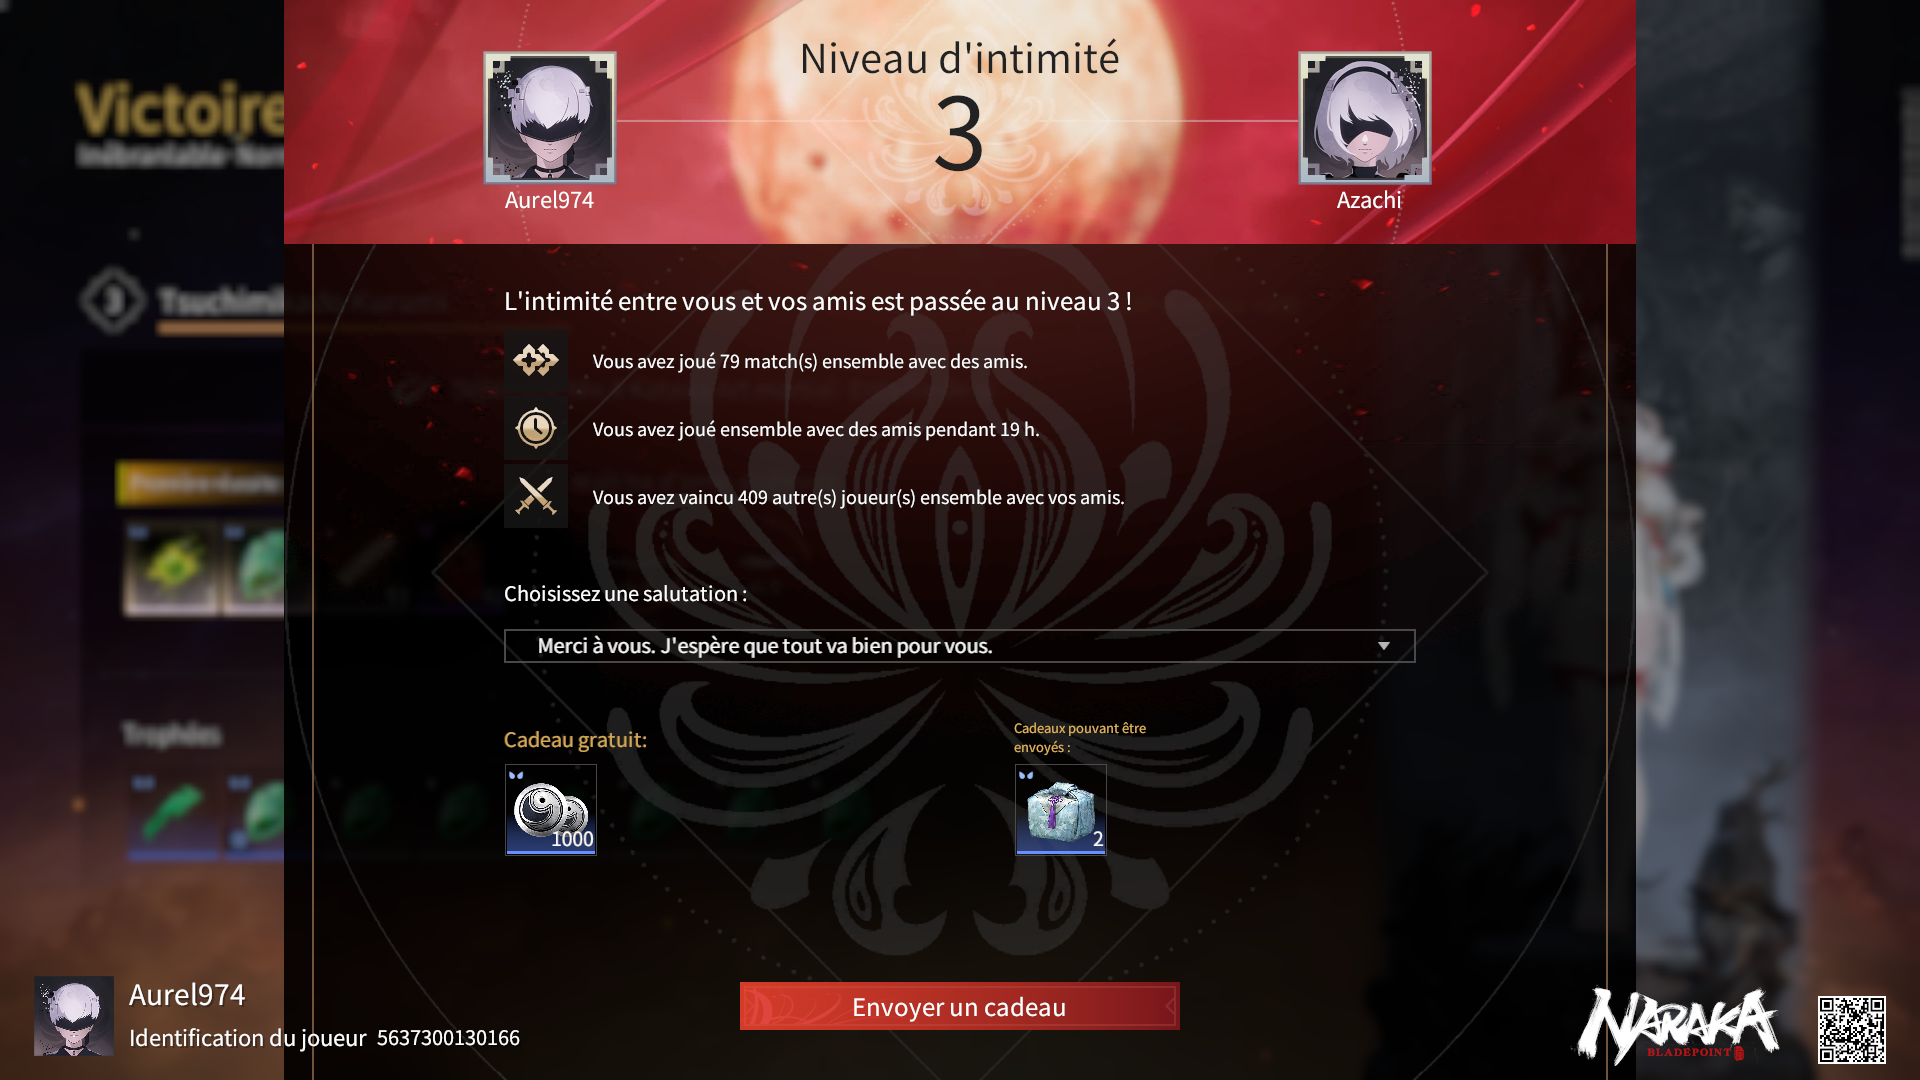 Niveau d'intimité
3
Aurel974
Azachi
Victoire
3
L'intimité entre vous et vos amis est passée au niveau 3 !
Vous avez joué 79 match(s) ensemble avec des amis.
Vous avez joué ensemble avec des amis pendant 19 h.
Vous avez vaincu 409 autre(s) joueur(s) ensemble avec vos amis.
Choisissez une salutation :
Merci à vous. J'espère que tout va bien pour vous.
Trophées
Cadeau gratuit:
1000
Cadeaux pouvant être
envoyés :
2
Envoyer un cadeau
Aurel974
Identification du joueur 5637300130166
NARAKA
BLADEPOINT